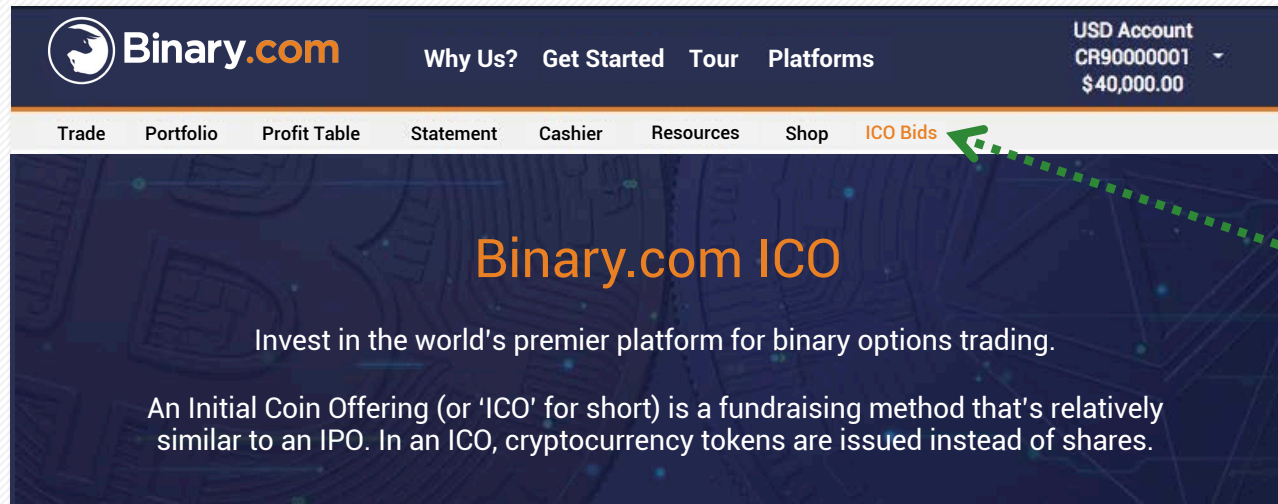 Binary.com
Why Us? Get Started Tour Platforms
USD Account
CR90000001
$40,000.00
Trade Portfolio Profit Table Statement Cashier Resources Shop ICO Bids
Binary.com ICO
Invest in the world's premier platform for binary options trading.
An Initial Coin Offering (or ‘ICO’ for short) is a fundraising method that's relatively
similar to an IPO. In an ICO, cryptocurrency tokens are issued instead of shares.